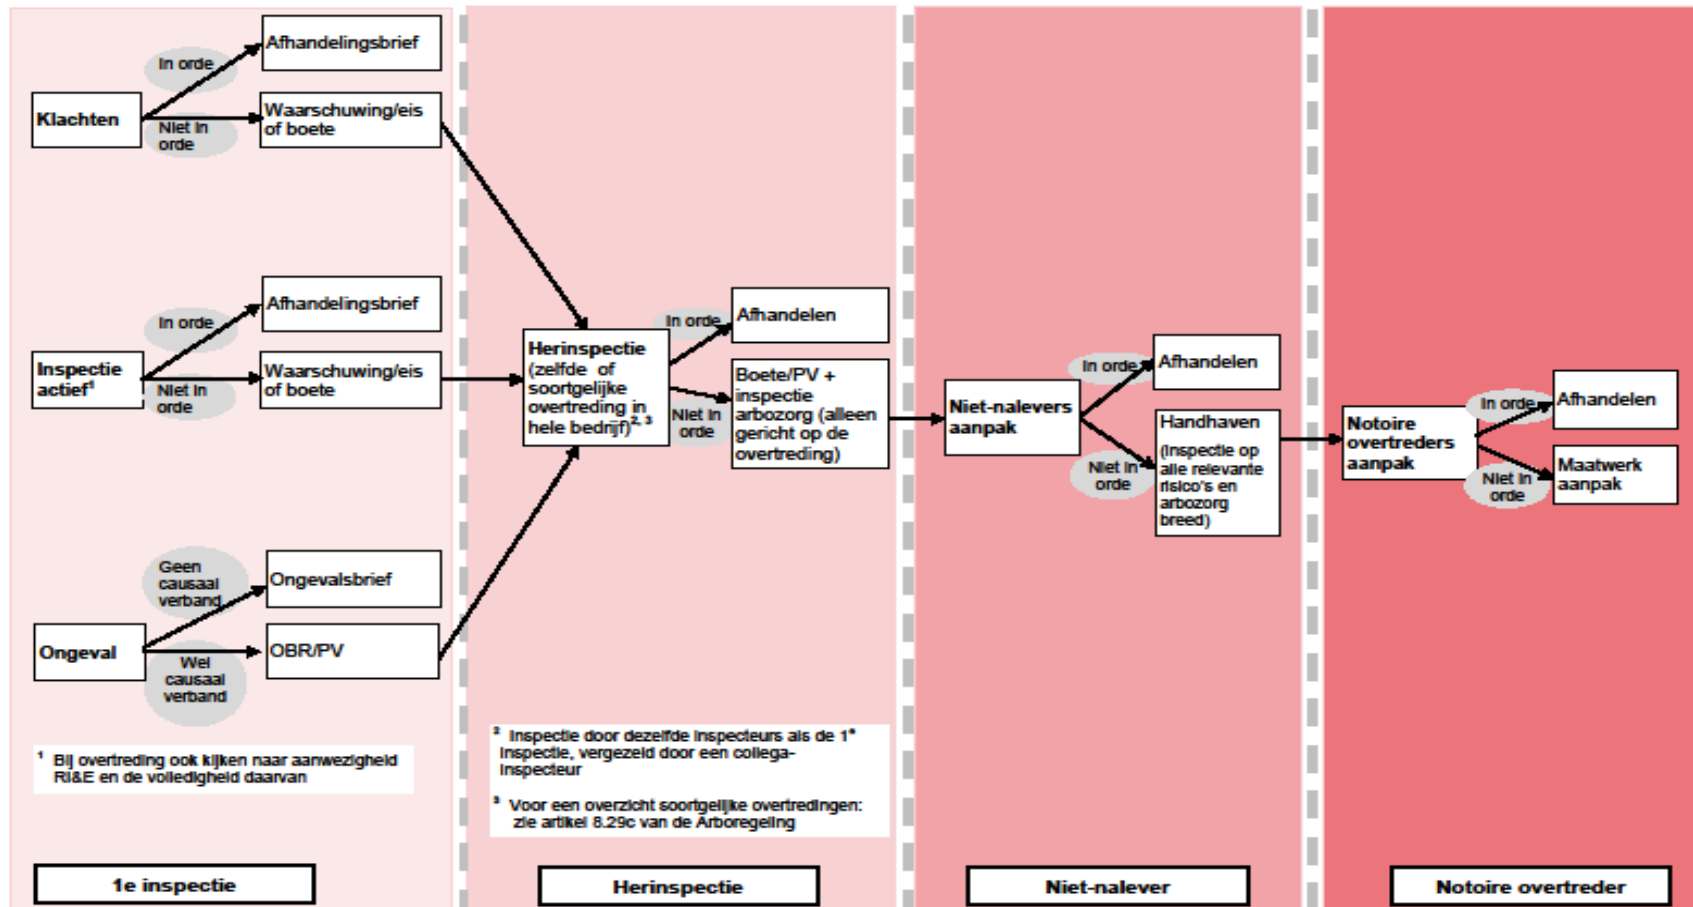 In orde
Afhandelingsbrief
Klachten
Niet in
orde
Waarschuwing/eis
of boete
In orde
Afhandelingsbrief
Inspectie
actief1
Niet in
orde
Waarschuwing/eis
of boete
Geen
causaal
verband
Ongevalsbrief
Ongeval
Wel
causaal
verband
OBR/PV
1 Bij overtreding ook kijken naar aanwezigheid
RI&E en de volledigheid daarvan
1e inspectie
Herinspectie
(zelfde of
soortgelijke
overtreding in
hele bedrijf)2, 3
In orde
Afhandelen
Niet in
orde
Boete/PV +
inspectie
arbozorg (alleen
gericht op de
overtreding)
2 Inspectie door dezelfde inspecteurs als de 1e
inspectie, vergezeld door een collega-
inspecteur
3 Voor een overzicht soortgelijke overtredingen:
zie artikel 8.29c van de Arboregeling
Herinspectie
Niet-nalevers
aanpak
In orde
Afhandelen
Niet in
orde
Handhaven
(Inspectie op
alle relevante
risico's en
arbozorg
breed)
Niet-nalever
Notoire
overtreders
aanpak
In orde
Afhandelen
Niet in
orde
Maatwerk
aanpak
Notoire overtreder